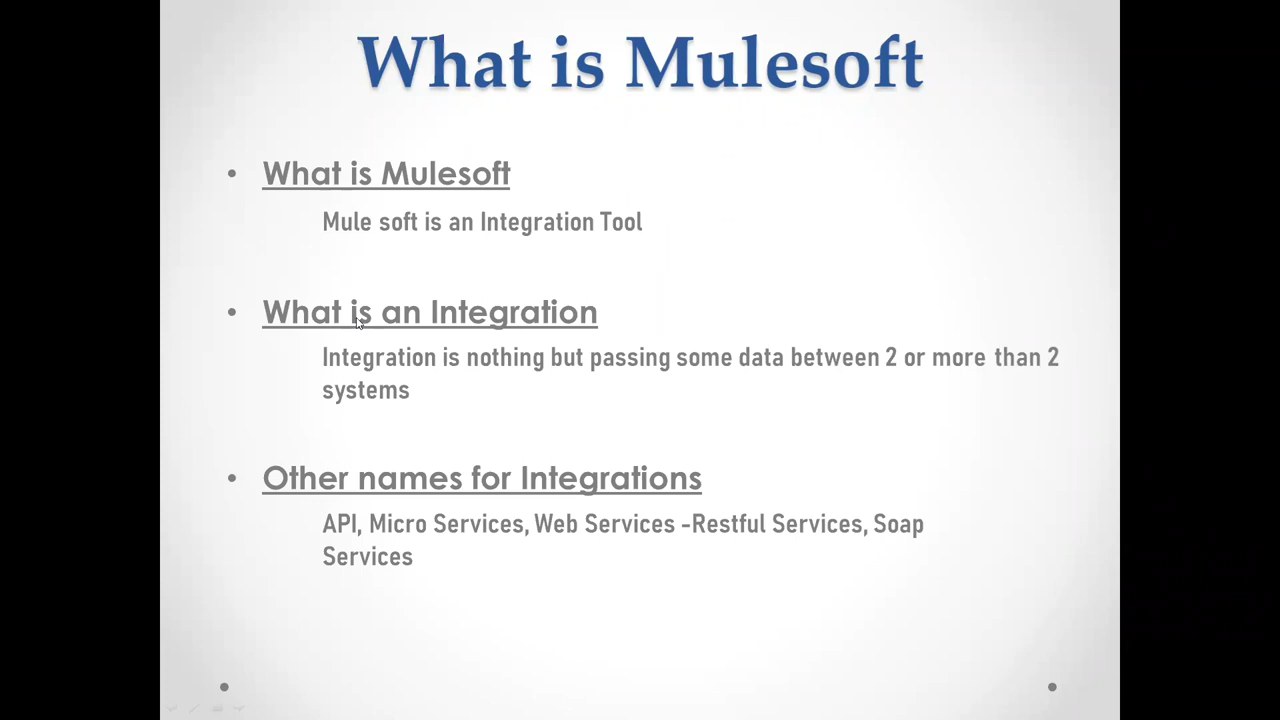 What is Mulesoft
• What is Mulesoft
Mule soft is an Integration Tool
• What is an Integration
Integration is nothing but passing some data between 2 or more than 2
systems
• Other names for Integrations
API, Micro Services, Web Services -Restful Services, Soap
Services